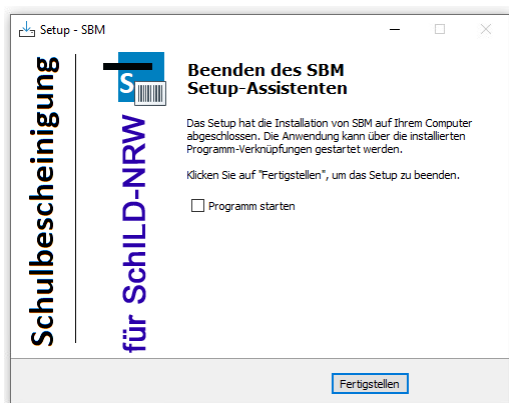 Setup - SBM
Schulbescheinigung
für SchILD-NRW
S
Beenden des SBM
Setup-Assistenten
Das Setup hat die Installation von SBM auf Ihrem Computer
abgeschlossen. Die Anwendung kann über die installierten
Programm-Verknüpfungen gestartet werden.
Klicken Sie auf "Fertigstellen", um das Setup zu beenden.
Programm starten
Fertigstellen